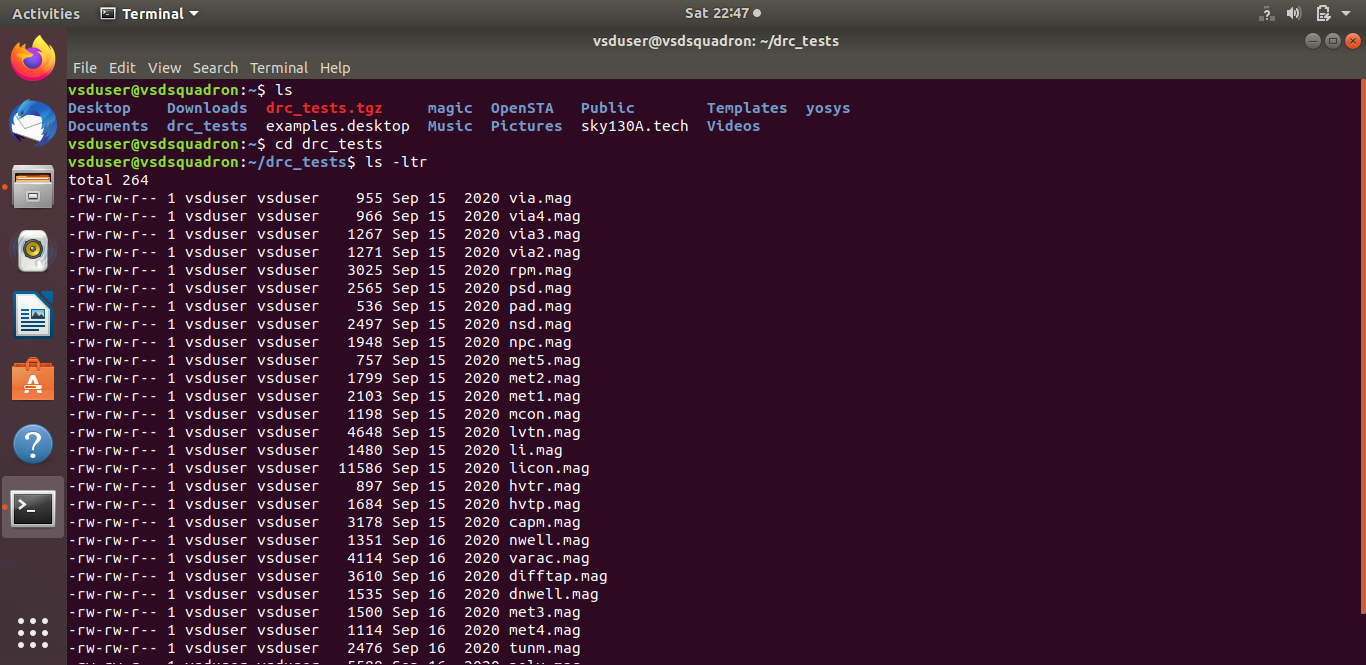 Activities Terminal Sat 22:47
vsduser@vsdsquadron: ~/drc_tests
File Edit View Search Terminal Help
vsduser@vsdsquadron:~$ ls
Desktop Downloads drc_tests.tgz magic OpenSTA Public Templates yosys
Documents drc_tests examples.desktop Music Pictures sky130A.tech Videos
vsduser@vsdsquadron:~$ cd drc_tests
vsduser@vsdsquadron:~/drc_tests$ ls -ltr
total 264
-rw-rw-r-- 1 vsduser vsduser 955 Sep 15 2020 via.mag
-rw-rw-r-- 1 vsduser vsduser 966 Sep 15 2020 via4.mag
-rw-rw-r-- 1 vsduser vsduser 1267 Sep 15 2020 via3.mag
-rw-rw-r-- 1 vsduser vsduser 1271 Sep 15 2020 via2.mag
-rw-rw-r-- 1 vsduser vsduser 3025 Sep 15 2020 rpm.mag
-rw-rw-r-- 1 vsduser vsduser 2565 Sep 15 2020 psd.mag
-rw-rw-r-- 1 vsduser vsduser 536 Sep 15 2020 pad.mag
-rw-rw-r-- 1 vsduser vsduser 2497 Sep 15 2020 nsd.mag
-rw-rw-r-- 1 vsduser vsduser 1948 Sep 15 2020 npc.mag
-rw-rw-r-- 1 vsduser vsduser 757 Sep 15 2020 met5.mag
-rw-rw-r-- 1 vsduser vsduser 1799 Sep 15 2020 met2.mag
-rw-rw-r-- 1 vsduser vsduser 2103 Sep 15 2020 met1.mag
-rw-rw-r-- 1 vsduser vsduser 1198 Sep 15 2020 mcon.mag
-rw-rw-r-- 1 vsduser vsduser 4648 Sep 15 2020 lvtn.mag
-rw-rw-r-- 1 vsduser vsduser 1480 Sep 15 2020 li.mag
-rw-rw-r-- 1 vsduser vsduser 11586 Sep 15 2020 licon.mag
-rw-rw-r-- 1 vsduser vsduser 897 Sep 15 2020 hvtr.mag
-rw-rw-r-- 1 vsduser vsduser 1684 Sep 15 2020 hvtp.mag
-rw-rw-r-- 1 vsduser vsduser 3178 Sep 15 2020 capm.mag
-rw-rw-r-- 1 vsduser vsduser 1351 Sep 16 2020 nwell.mag
-rw-rw-r-- 1 vsduser vsduser 4114 Sep 16 2020 varac.mag
-rw-rw-r-- 1 vsduser vsduser 3610 Sep 16 2020 difftap.mag
-rw-rw-r-- 1 vsduser vsduser 1535 Sep 16 2020 dnwell.mag
-rw-rw-r-- 1 vsduser vsduser 1500 Sep 16 2020 met3.mag
-rw-rw-r-- 1 vsduser vsduser 1114 Sep 16 2020 met4.mag
-rw-rw-r-- 1 vsduser vsduser 2476 Sep 16 2020 tunm.mag
-rw-rw-r-- 1 vsduser vsduser Sep 16 2020